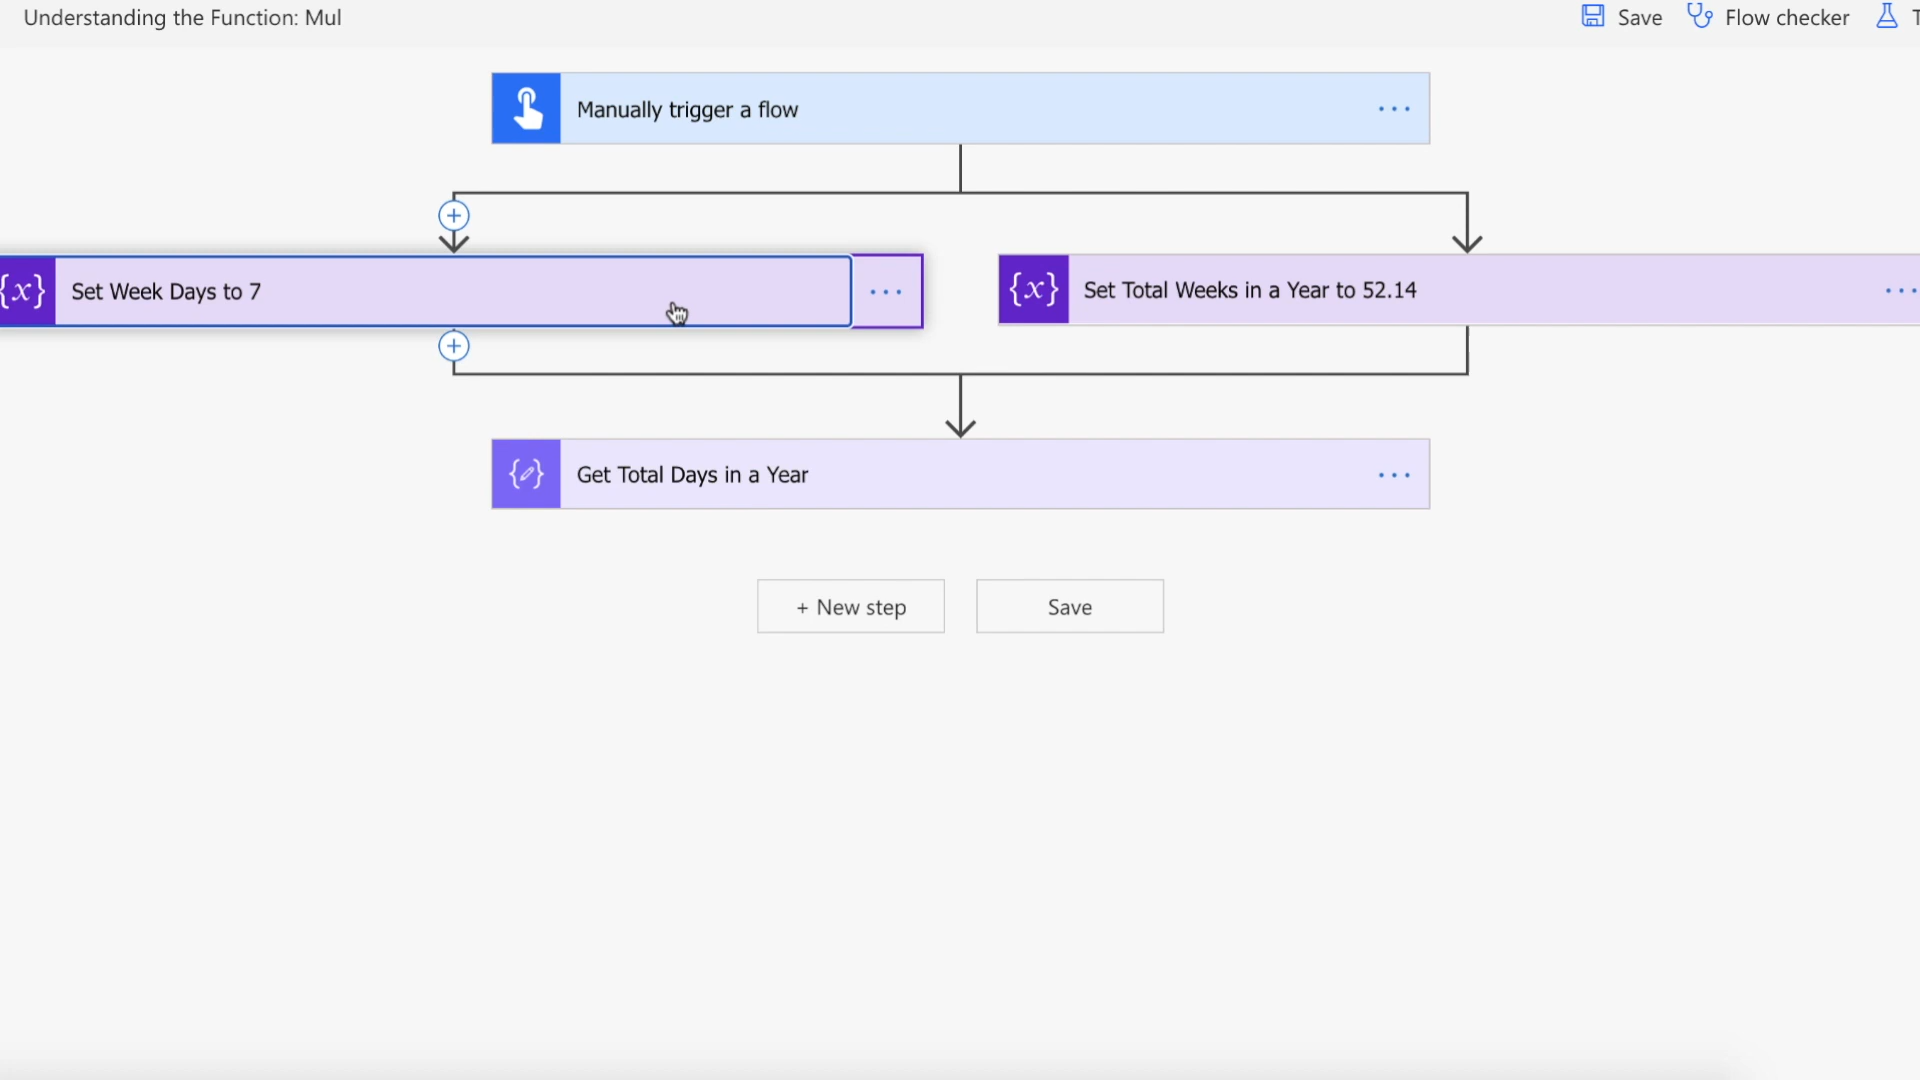 Understanding the Function: Mul
Save
Flow checker
T
Manually trigger a flow
{x} Set Week Days to 7
{x} Set Total Weeks in a Year to 52.14
Get Total Days in a Year
+ New step
Save